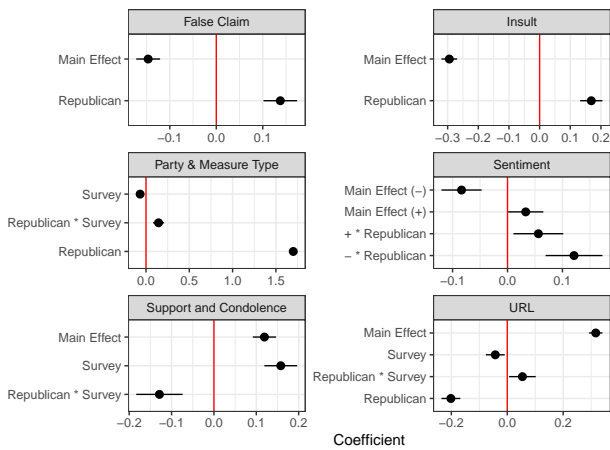 False Claim
Main Effect
Republican
−0.1 0.0 0.1
Insult
Main Effect
Republican
−0.3 −0.2 −0.1 0.0 0.1 0.2
Party & Measure Type
Survey
Republican * Survey
Republican
0.0 0.5 1.0 1.5
Sentiment
Main Effect (−)
Main Effect (+)
+ * Republican
− * Republican
−0.1 0.0 0.1
Support and Condolence
Main Effect
Survey
Republican * Survey
−0.2 −0.1 0.0 0.1 0.2
URL
Main Effect
Survey
Republican * Survey
Republican
−0.2 0.0 0.2
Coefficient